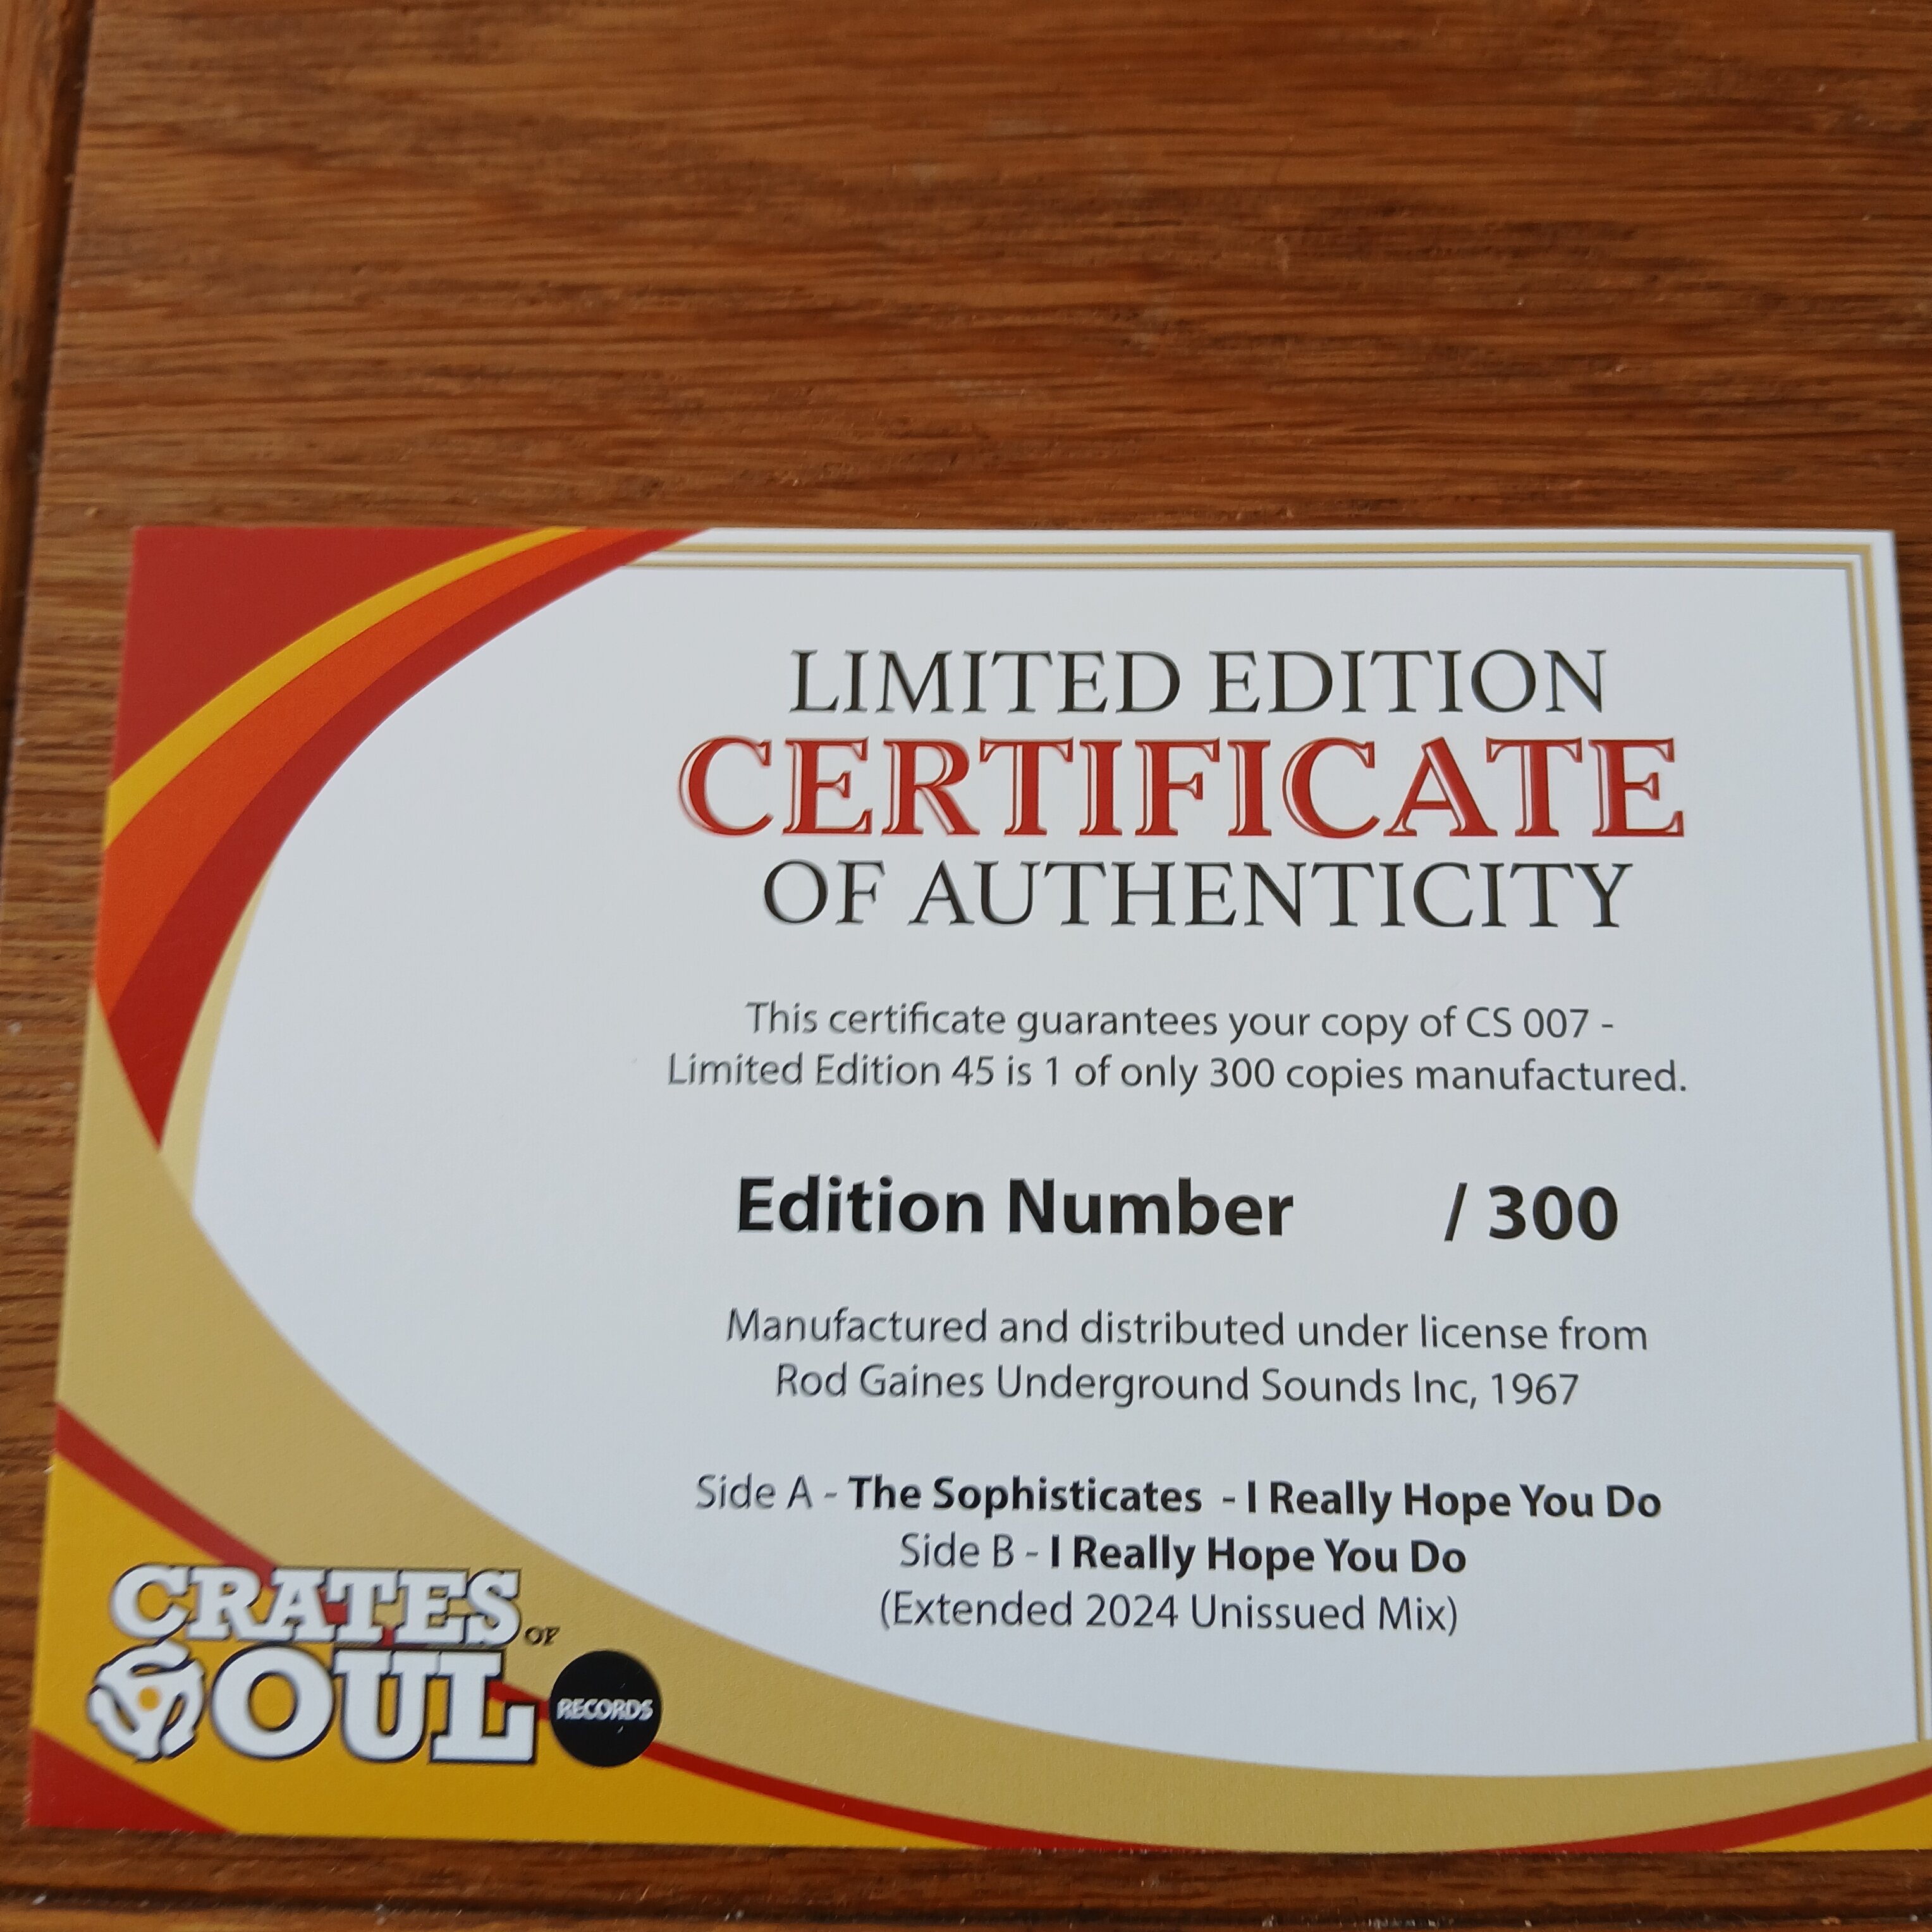 LIMITED EDITION
CERTIFICATE
OF AUTHENTICITY
This certificate guarantees your copy of CS 007 -
Limited Edition 45 is 1 of only 300 copies manufactured.
Edition Number / 300
Manufactured and distributed under license from
Rod Gaines Underground Sounds Inc, 1967
Side A - The Sophisticates - I Really Hope You Do
Side B - I Really Hope You Do
(Extended 2024 Unissued Mix)
CRATES OF
SOUL RECORDS